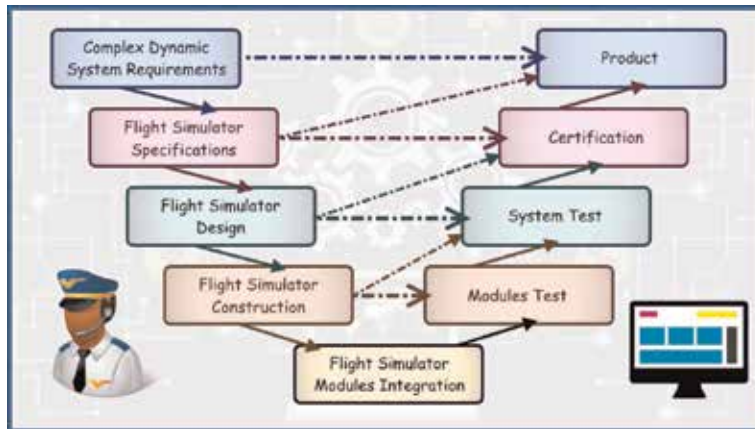 Complex Dynamic
System Requirements
Product
Flight Simulator
Specifications
Certification
Flight Simulator
Design
System Test
Flight Simulator
Construction
Modules Test
Flight Simulator
Modules Integration